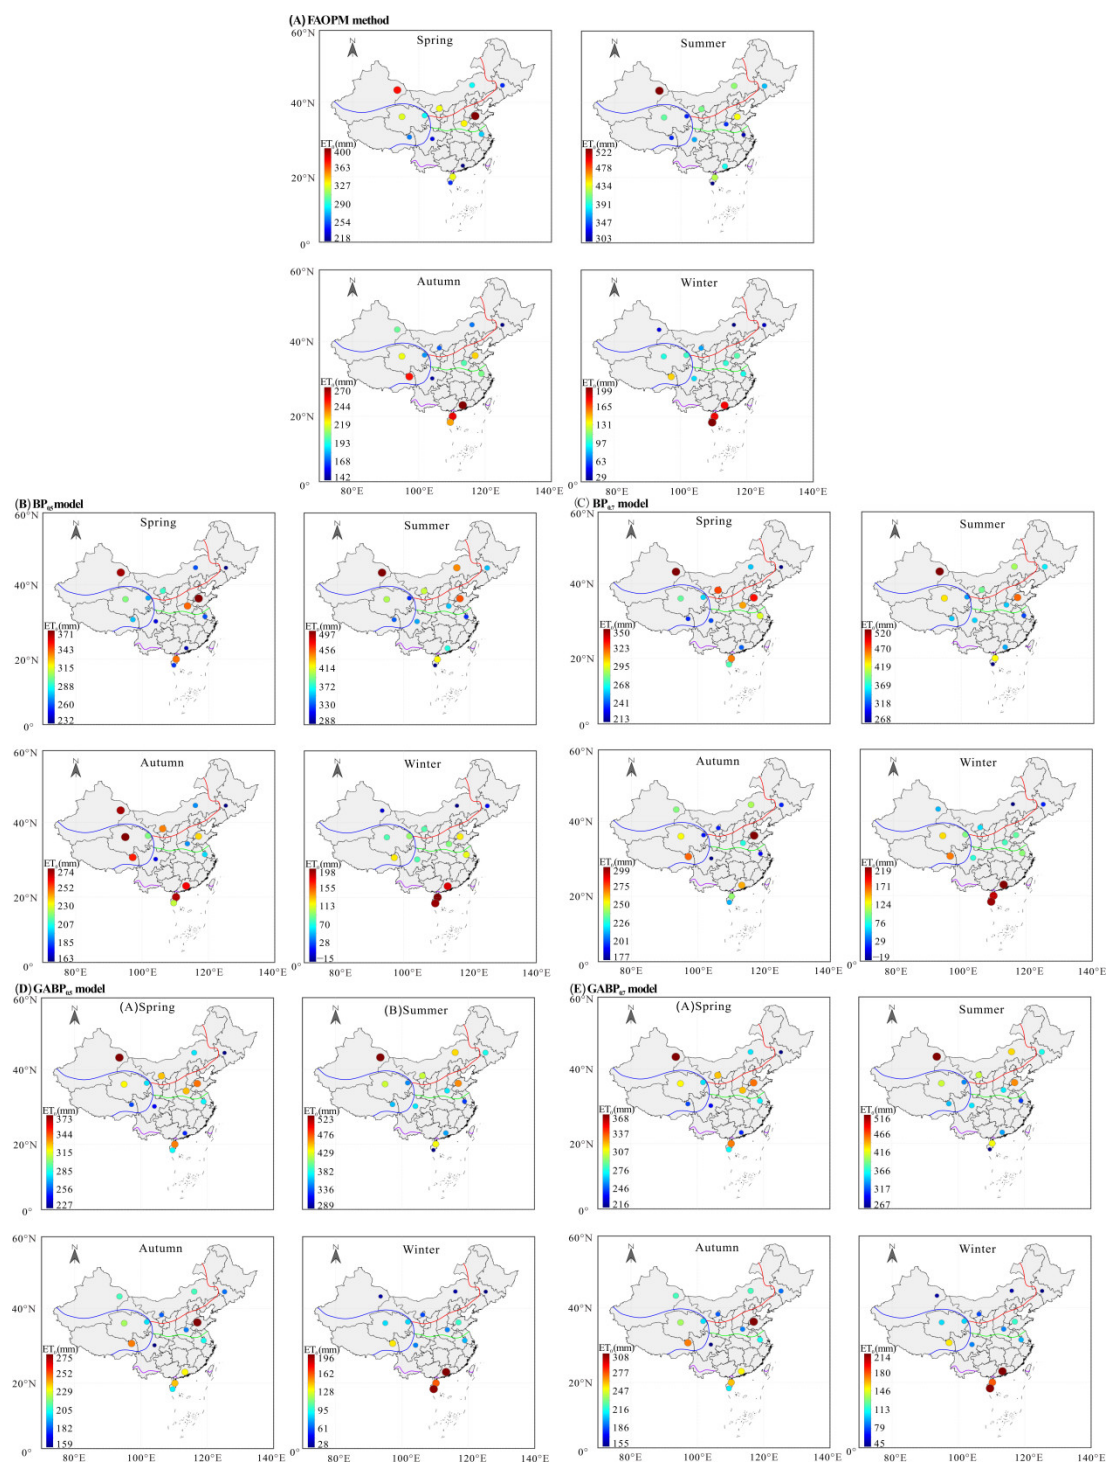 (A) FAOPM method
60°N
40°N
20°N
0°
N
Spring
ET0(mm)
400
363
327
290
254
218
N
Summer
ET0(mm)
522
478
434
391
347
303
60°N
40°N
20°N
0°
N
Autumn
ET0(mm)
270
244
219
193
168
142
N
Winter
ET0(mm)
199
165
131
97
63
29
80°E 100°E 120°E 140°E
80°E 100°E 120°E 140°E
(B) BP0.5 model
60°N
40°N
20°N
0°
N
Spring
ET0(mm)
371
343
315
288
260
232
N
Summer
ET0(mm)
497
456
414
372
330
288
60°N
40°N
20°N
0°
N
Autumn
ET0(mm)
274
252
230
207
185
163
N
Winter
ET0(mm)
198
155
113
70
28
−15
80°E 100°E 120°E 140°E
80°E 100°E 120°E 140°E
(C) BP0.7 model
60°N
40°N
20°N
0°
N
Spring
ET0(mm)
350
323
295
268
241
213
N
Summer
ET0(mm)
520
470
419
369
318
268
60°N
40°N
20°N
0°
N
Autumn
ET0(mm)
299
275
250
226
201
177
N
Winter
ET0(mm)
219
171
124
76
29
−19
80°E 100°E 120°E 140°E
80°E 100°E 120°E 140°E
(D) GABP0.5 model
60°N
40°N
20°N
0°
N
(A)Spring
ET0(mm)
373
344
315
285
256
227
N
(B)Summer
ET0(mm)
523
476
429
382
336
289
60°N
40°N
20°N
0°
N
Autumn
ET0(mm)
275
252
229
205
182
159
N
Winter
ET0(mm)
196
162
128
95
61
28
80°E 100°E 120°E 140°E
80°E 100°E 120°E 140°E
(E) GABP0.7 model
60°N
40°N
20°N
0°
N
(A)Spring
ET0(mm)
368
337
307
276
246
216
N
Summer
ET0(mm)
516
466
416
366
317
267
60°N
40°N
20°N
0°
N
Autumn
ET0(mm)
308
277
247
216
186
155
N
Winter
ET0(mm)
214
180
146
113
79
45
80°E 100°E 120°E 140°E
80°E 100°E 120°E 140°E